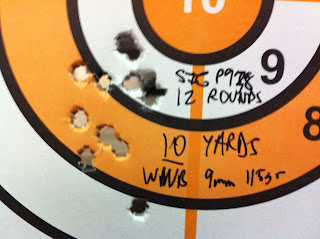 10
SIG P938
9
12 ROUNDS
8
10 YARDS
WWB 9mm 115gr